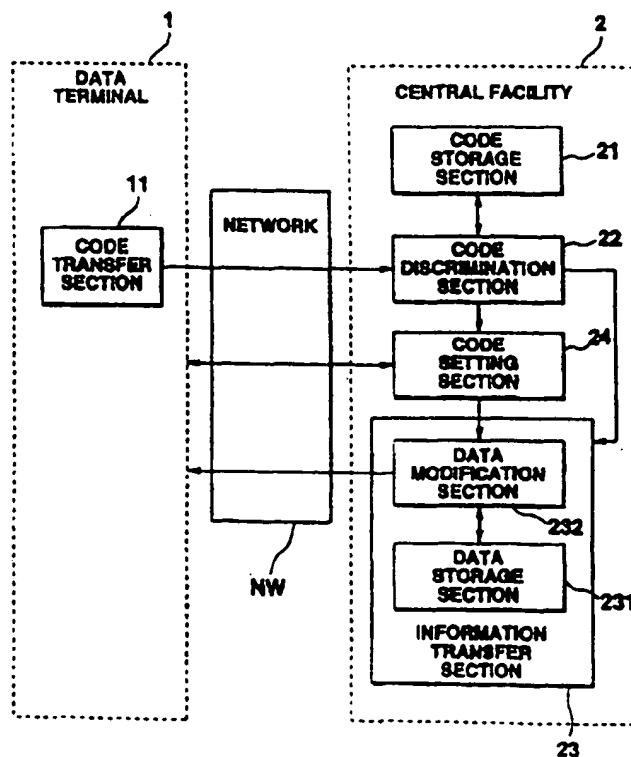 1
DATA
TERMINAL
11
CODE
TRANSFER
SECTION
NETWORK
NW
2
CENTRAL FACILITY
CODE
STORAGE
SECTION
21
CODE
DISCRIMINATION
SECTION
22
CODE
SETTING
SECTION
24
DATA
MODIFICATION
SECTION
232
DATA
STORAGE
SECTION
231
INFORMATION
TRANSFER
SECTION
23